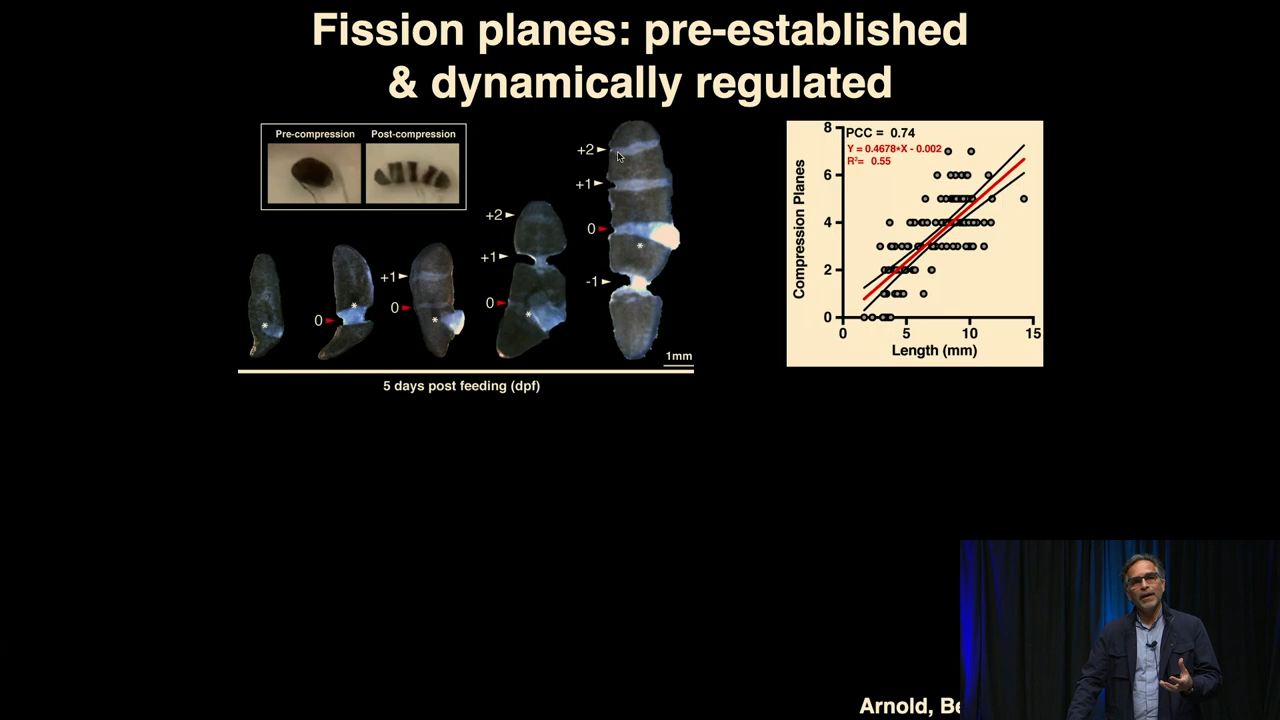 Fission planes: pre-established
& dynamically regulated
Pre-compression
Post-compression
0
+1
0
+2
+1
0
+2
+1
0
-1
*
*
*
*
*
1mm
5 days post feeding (dpf)
8
6
4
2
0
PCC = 0.74
Y = 0.4678*X - 0.002
R²= 0.55
Compression Planes
0
5
10
15
Length (mm)
Arnold,